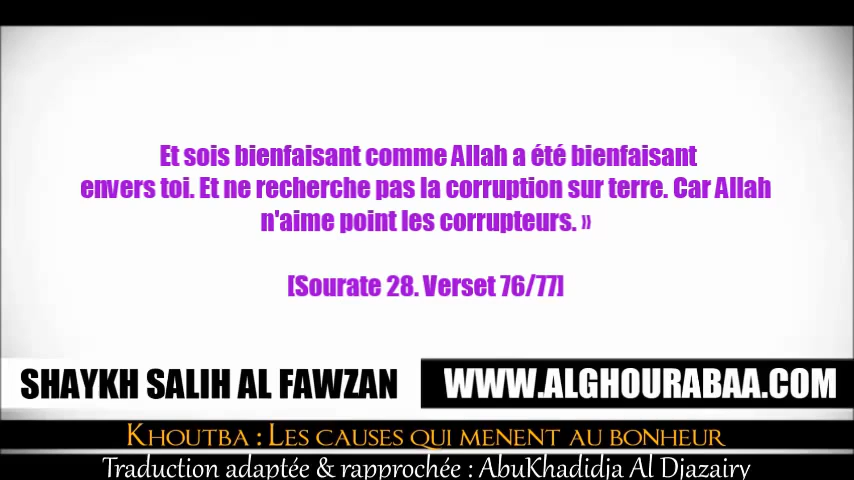 Et sois bienfaisant comme Allah a été bienfaisant
envers toi. Et ne recherche pas la corruption sur terre. Car Allah
n'aime point les corrupteurs. »
[Sourate 28. Verset 76/77]
SHAYKH SALIH AL FAWZAN
WWW.ALGHOURABAA.COM
Khoutba : Les causes qui menent au bonheur
Traduction adaptée & rapprochée : AbuKhadidja Al Djazairy